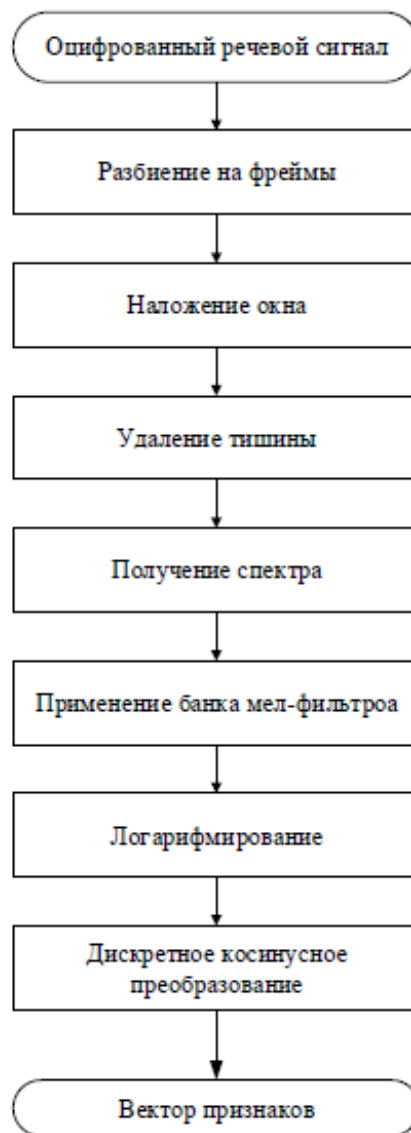 Оцифрованный речевой сигнал
Разбиение на фреймы
Наложение окна
Удаление тишины
Получение спектра
Применение банка мел-фильтроа
Логарифмирование
Дискретное косинусное
преобразование
Вектор признаков